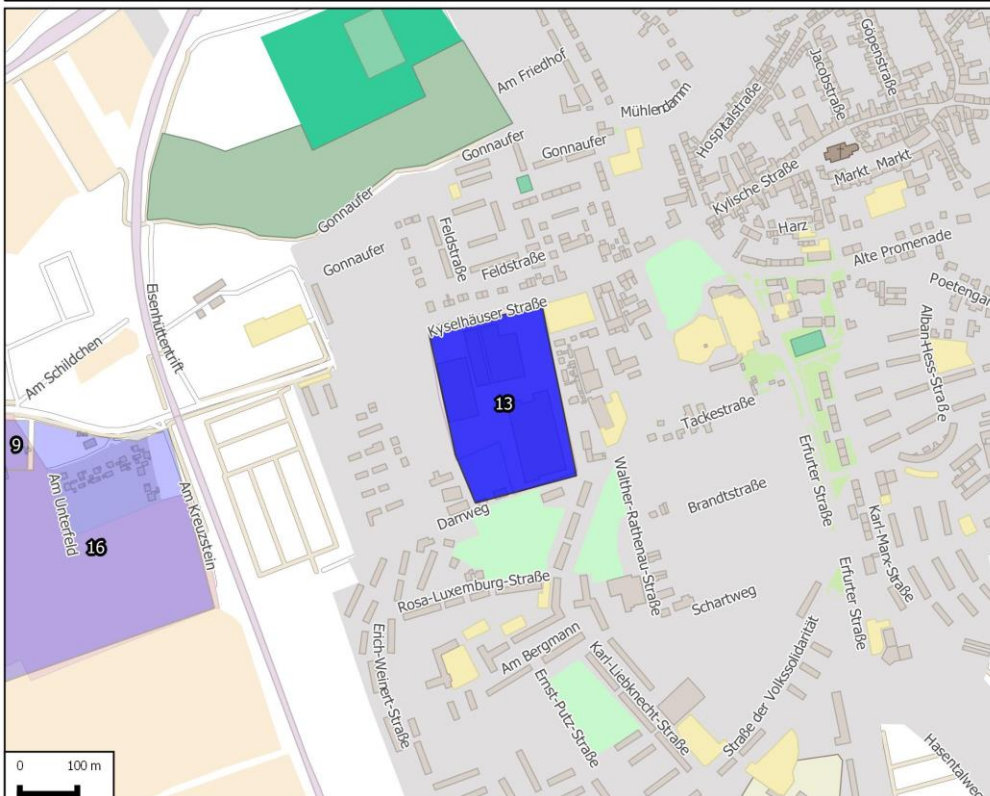 Göpenstraße
Jacobstraße
Am Friedhof
Mühlendamm
Hospitalstraße
Gonnaufer
Gonnaufer
Markt Markt
Kylische Straße
Gonnaufer
Harz
Feldstraße
Alte Promenade
Gonnaufer
Feldstraße
Poetengan
Eisenhüttentrift
Kyselhäuser Straße
Alban-Hess-Straße
Am Schildchen
13
Tackestraße
9
Erfurter Straße
Walther-Rathenau-Straße
Brandtstraße
Am Unterfeld
Am Kreuzstein
Darrweg
Karl-Marx-Straße
16
Erfurter Straße
Rosa-Luxemburg-Straße
Schartweg
Erich-Weinert-Straße
Am Bergmann
Karl-Liebknecht-Straße
Straße der Volkssolidarität
Ernst-Putz-Straße
Hasentalweg
0 100 m